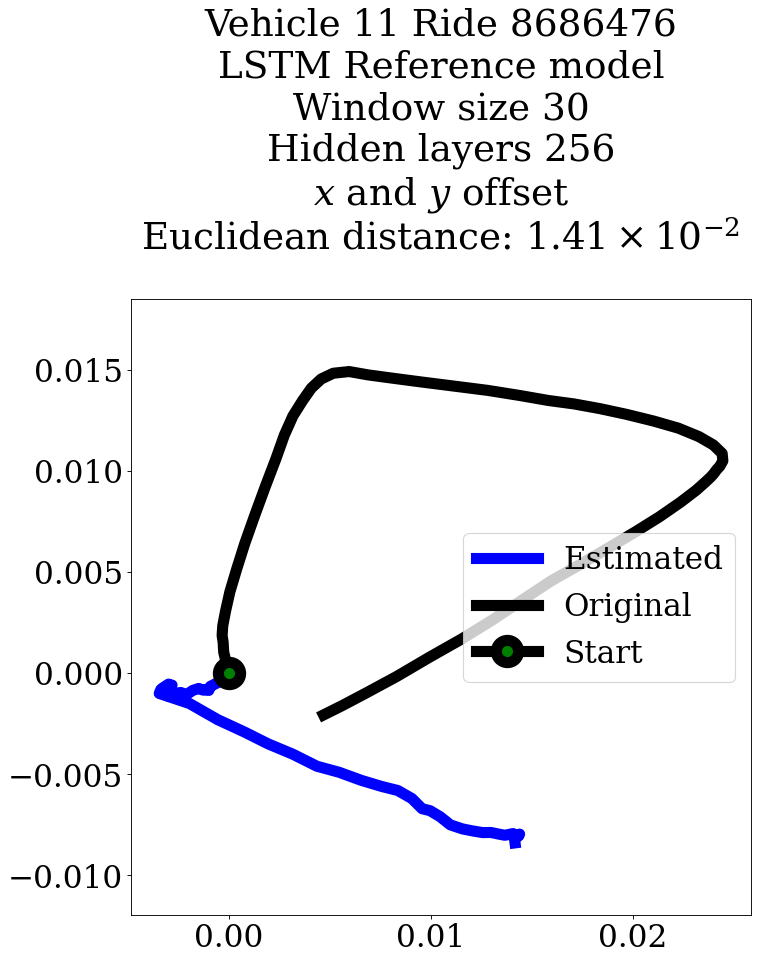 Vehicle 11 Ride 8686476
LSTM Reference model
Window size 30
Hidden layers 256
x and y offset
Euclidean distance: 1.41 × 10⁻²
0.015
0.010
0.005
0.000
−0.005
−0.010
Estimated
Original
Start
0.00 0.01 0.02